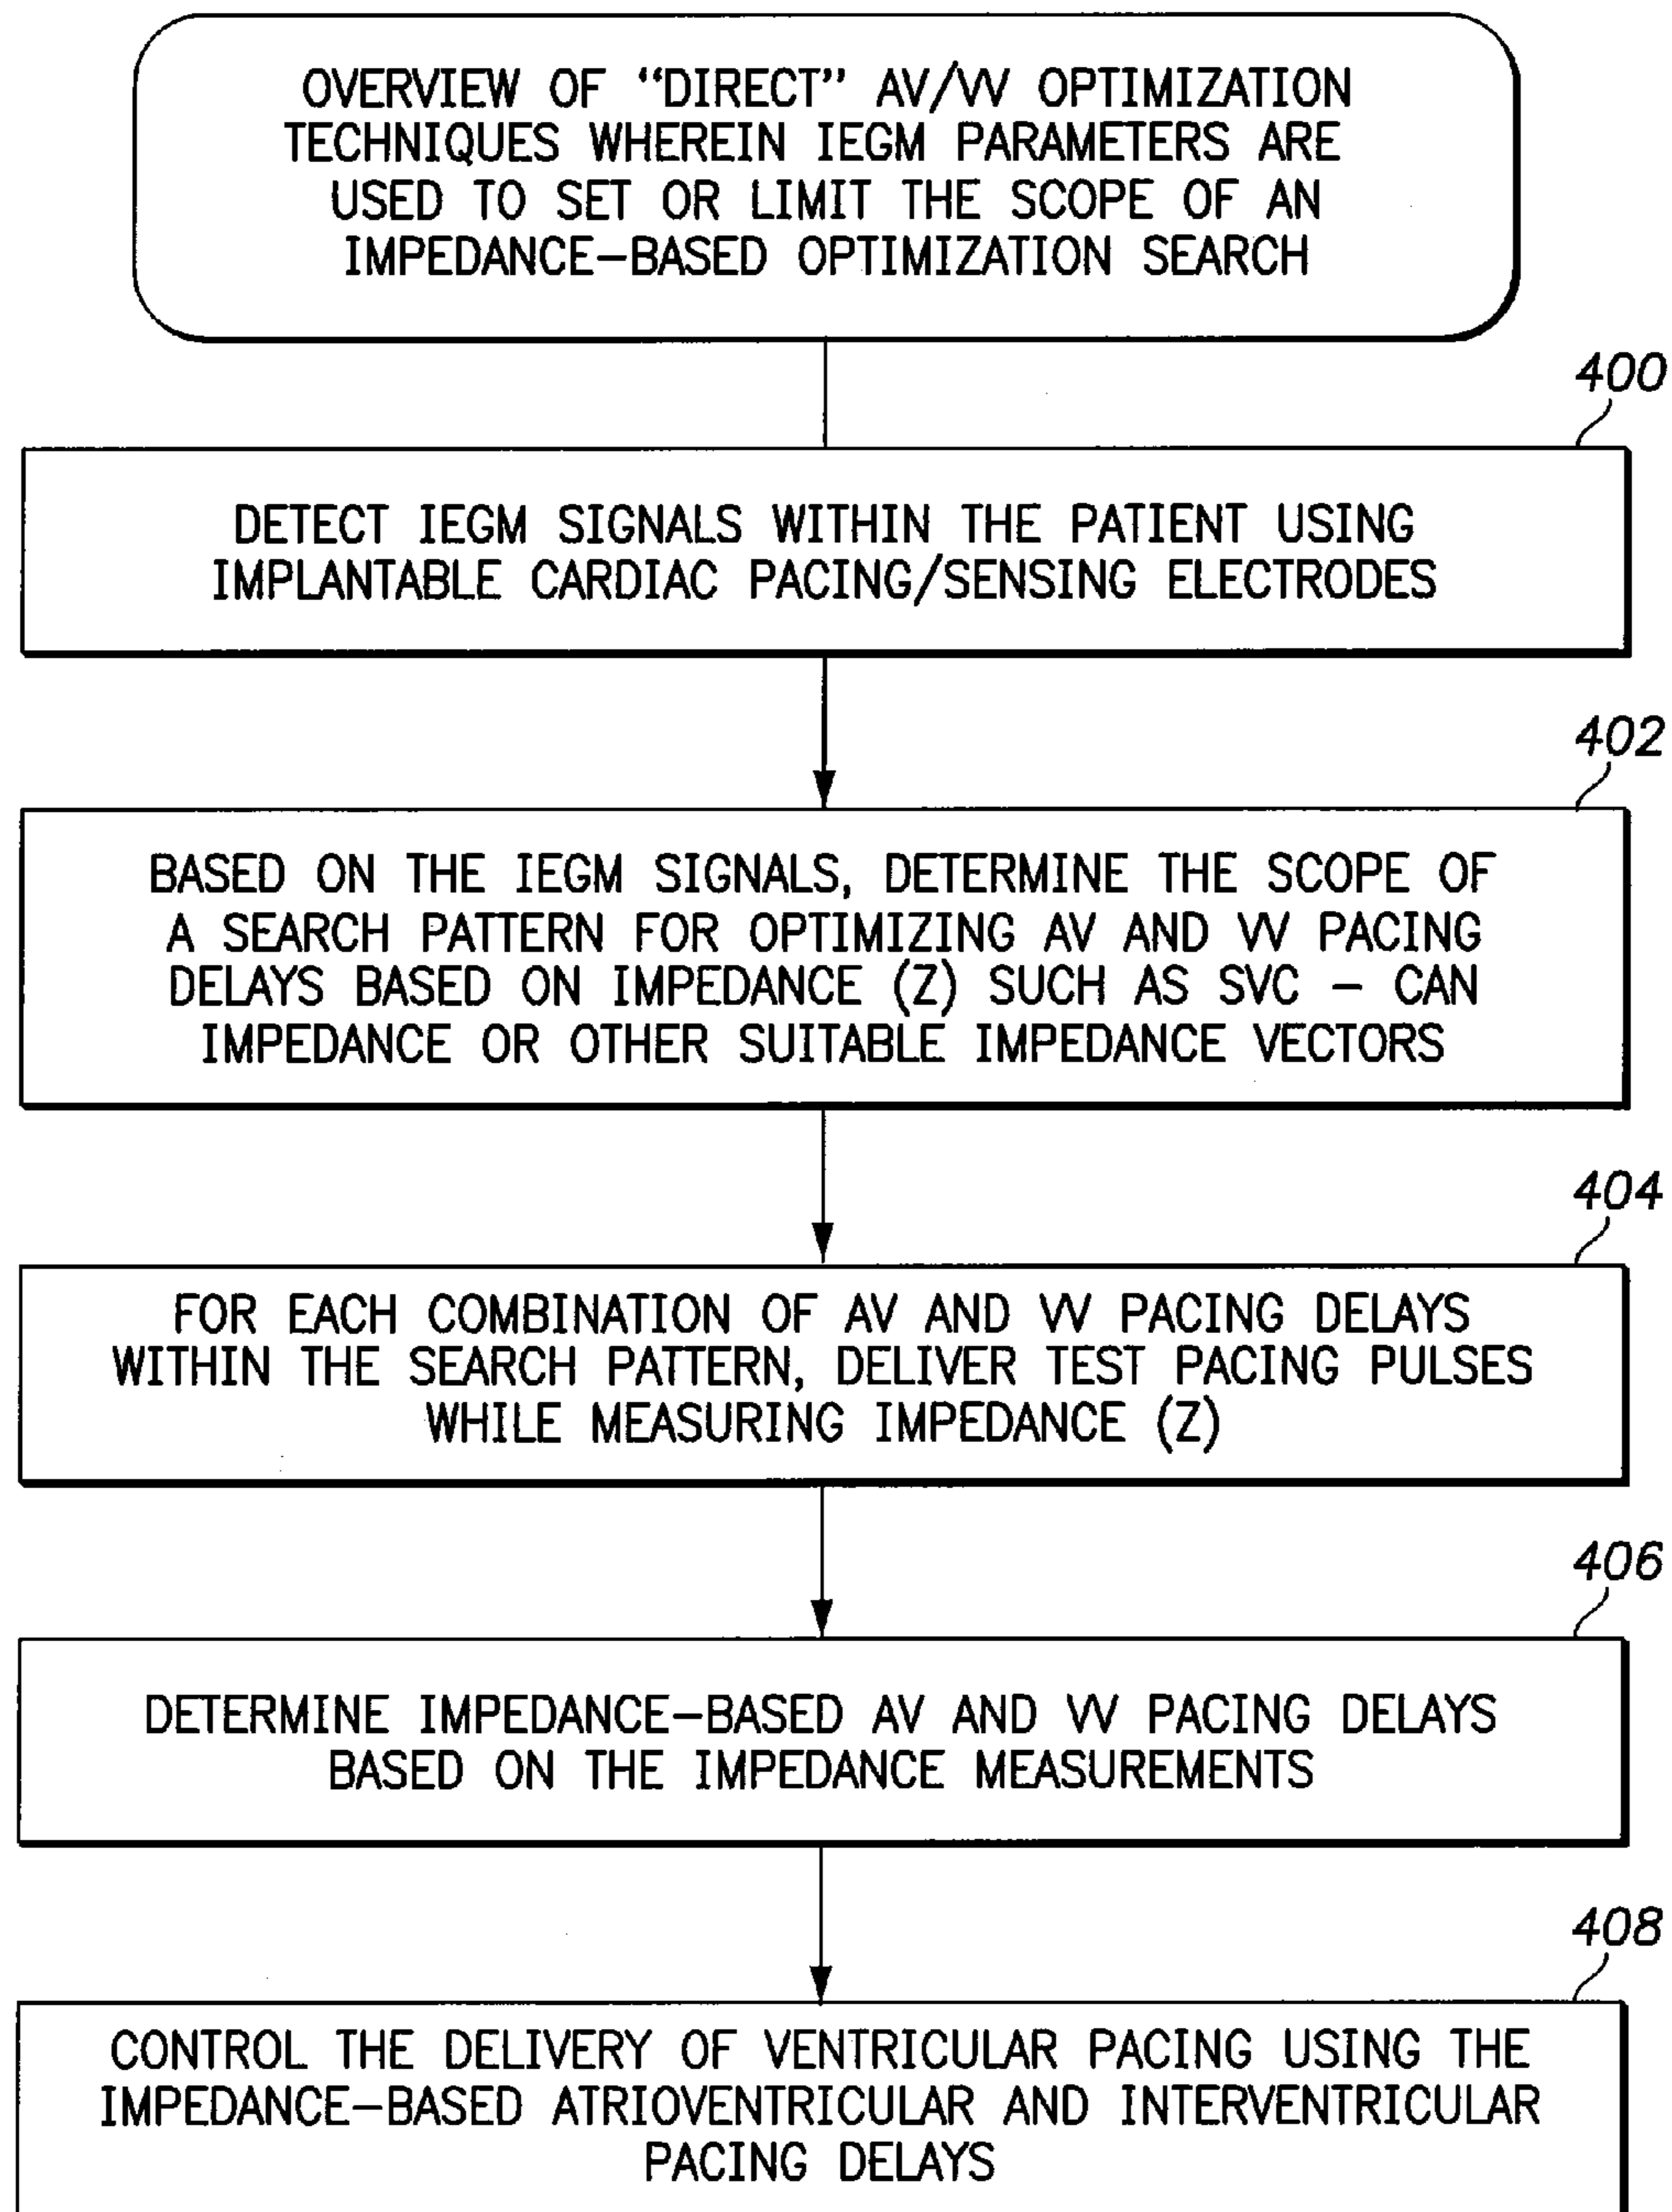 OVERVIEW OF "DIRECT" AV/VV OPTIMIZATION
TECHNIQUES WHEREIN IEGM PARAMETERS ARE
USED TO SET OR LIMIT THE SCOPE OF AN
IMPEDANCE-BASED OPTIMIZATION SEARCH
400
DETECT IEGM SIGNALS WITHIN THE PATIENT USING
IMPLANTABLE CARDIAC PACING/SENSING ELECTRODES
402
BASED ON THE IEGM SIGNALS, DETERMINE THE SCOPE OF
A SEARCH PATTERN FOR OPTIMIZING AV AND VV PACING
DELAYS BASED ON IMPEDANCE (Z) SUCH AS SVC - CAN
IMPEDANCE OR OTHER SUITABLE IMPEDANCE VECTORS
404
FOR EACH COMBINATION OF AV AND VV PACING DELAYS
WITHIN THE SEARCH PATTERN, DELIVER TEST PACING PULSES
WHILE MEASURING IMPEDANCE (Z)
406
DETERMINE IMPEDANCE-BASED AV AND VV PACING DELAYS
BASED ON THE IMPEDANCE MEASUREMENTS
408
CONTROL THE DELIVERY OF VENTRICULAR PACING USING THE
IMPEDANCE-BASED ATRIOVENTRICULAR AND INTERVENTRICULAR
PACING DELAYS